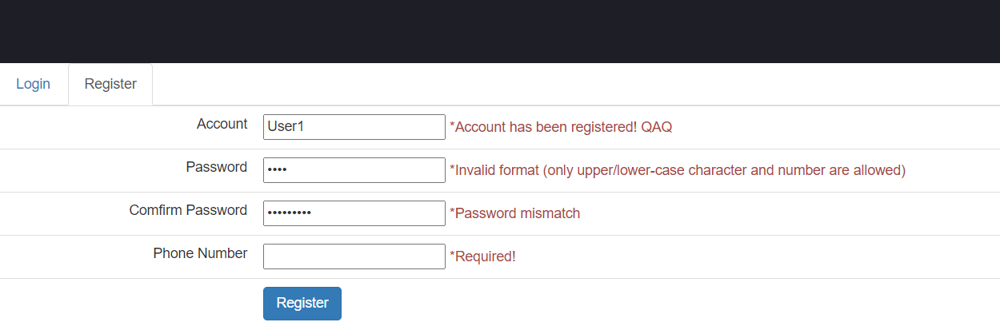 Login Register
Account User1 *Account has been registered! QAQ
Password •••• *Invalid format (only upper/lower-case character and number are allowed)
Comfirm Password ••••••••• *Password mismatch
Phone Number *Required!
Register